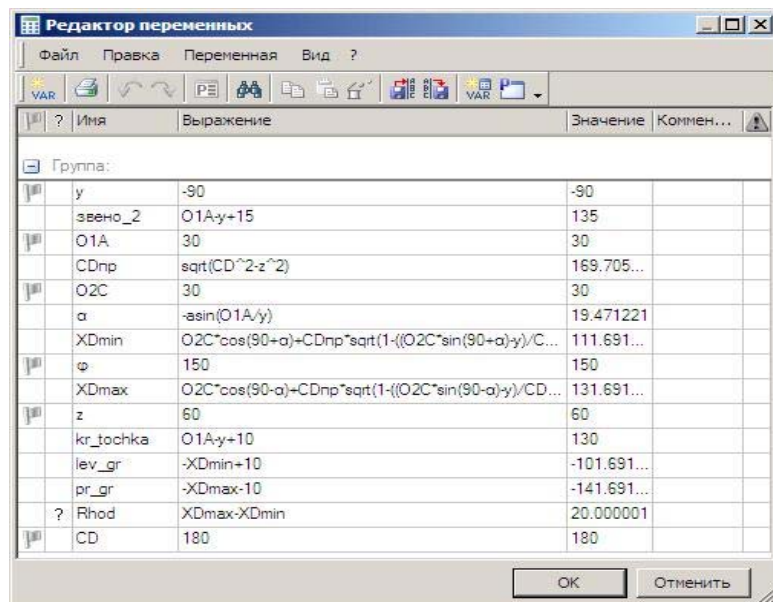 Редактор переменных
Файл Правка Переменная Вид ?
VAR PΞ VAR P
? Имя Выражение Значение Коммен...
Группа:
y -90 -90
звено_2 O1A-y+15 135
O1A 30 30
CDпр sqrt(CD^2-z^2) 169.705...
O2C 30 30
α -asin(O1A/y) 19.471221
XDmin O2C*cos(90+α)+CDпр*sqrt(1-((O2C*sin(90+α)-y)/C... 111.691...
φ 150 150
XDmax O2C*cos(90-α)+CDпр*sqrt(1-((O2C*sin(90-α)-y)/CD... 131.691...
z 60 60
kr_tochka O1A-y+10 130
lev_gr -XDmin+10 -101.691...
pr_gr -XDmax-10 -141.691...
? Rhod XDmax-XDmin 20.000001
CD 180 180
OK Отменить